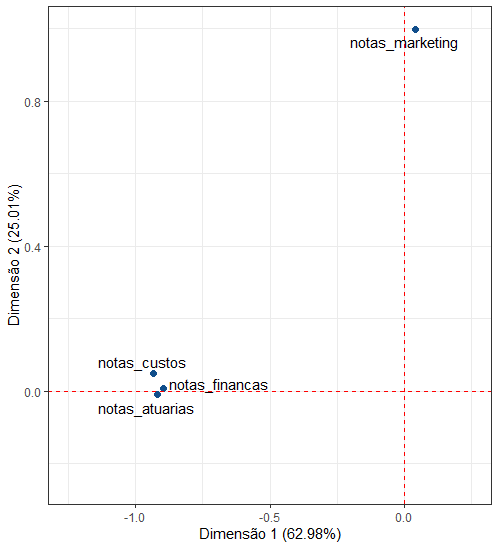 notas_marketing
0.8
0.4
notas_custos
notas_financas
0.0
notas_atuarias
-1.0
-0.5
0.0
Dimensão 1 (62.98%)
Dimensão 2 (25.01%)